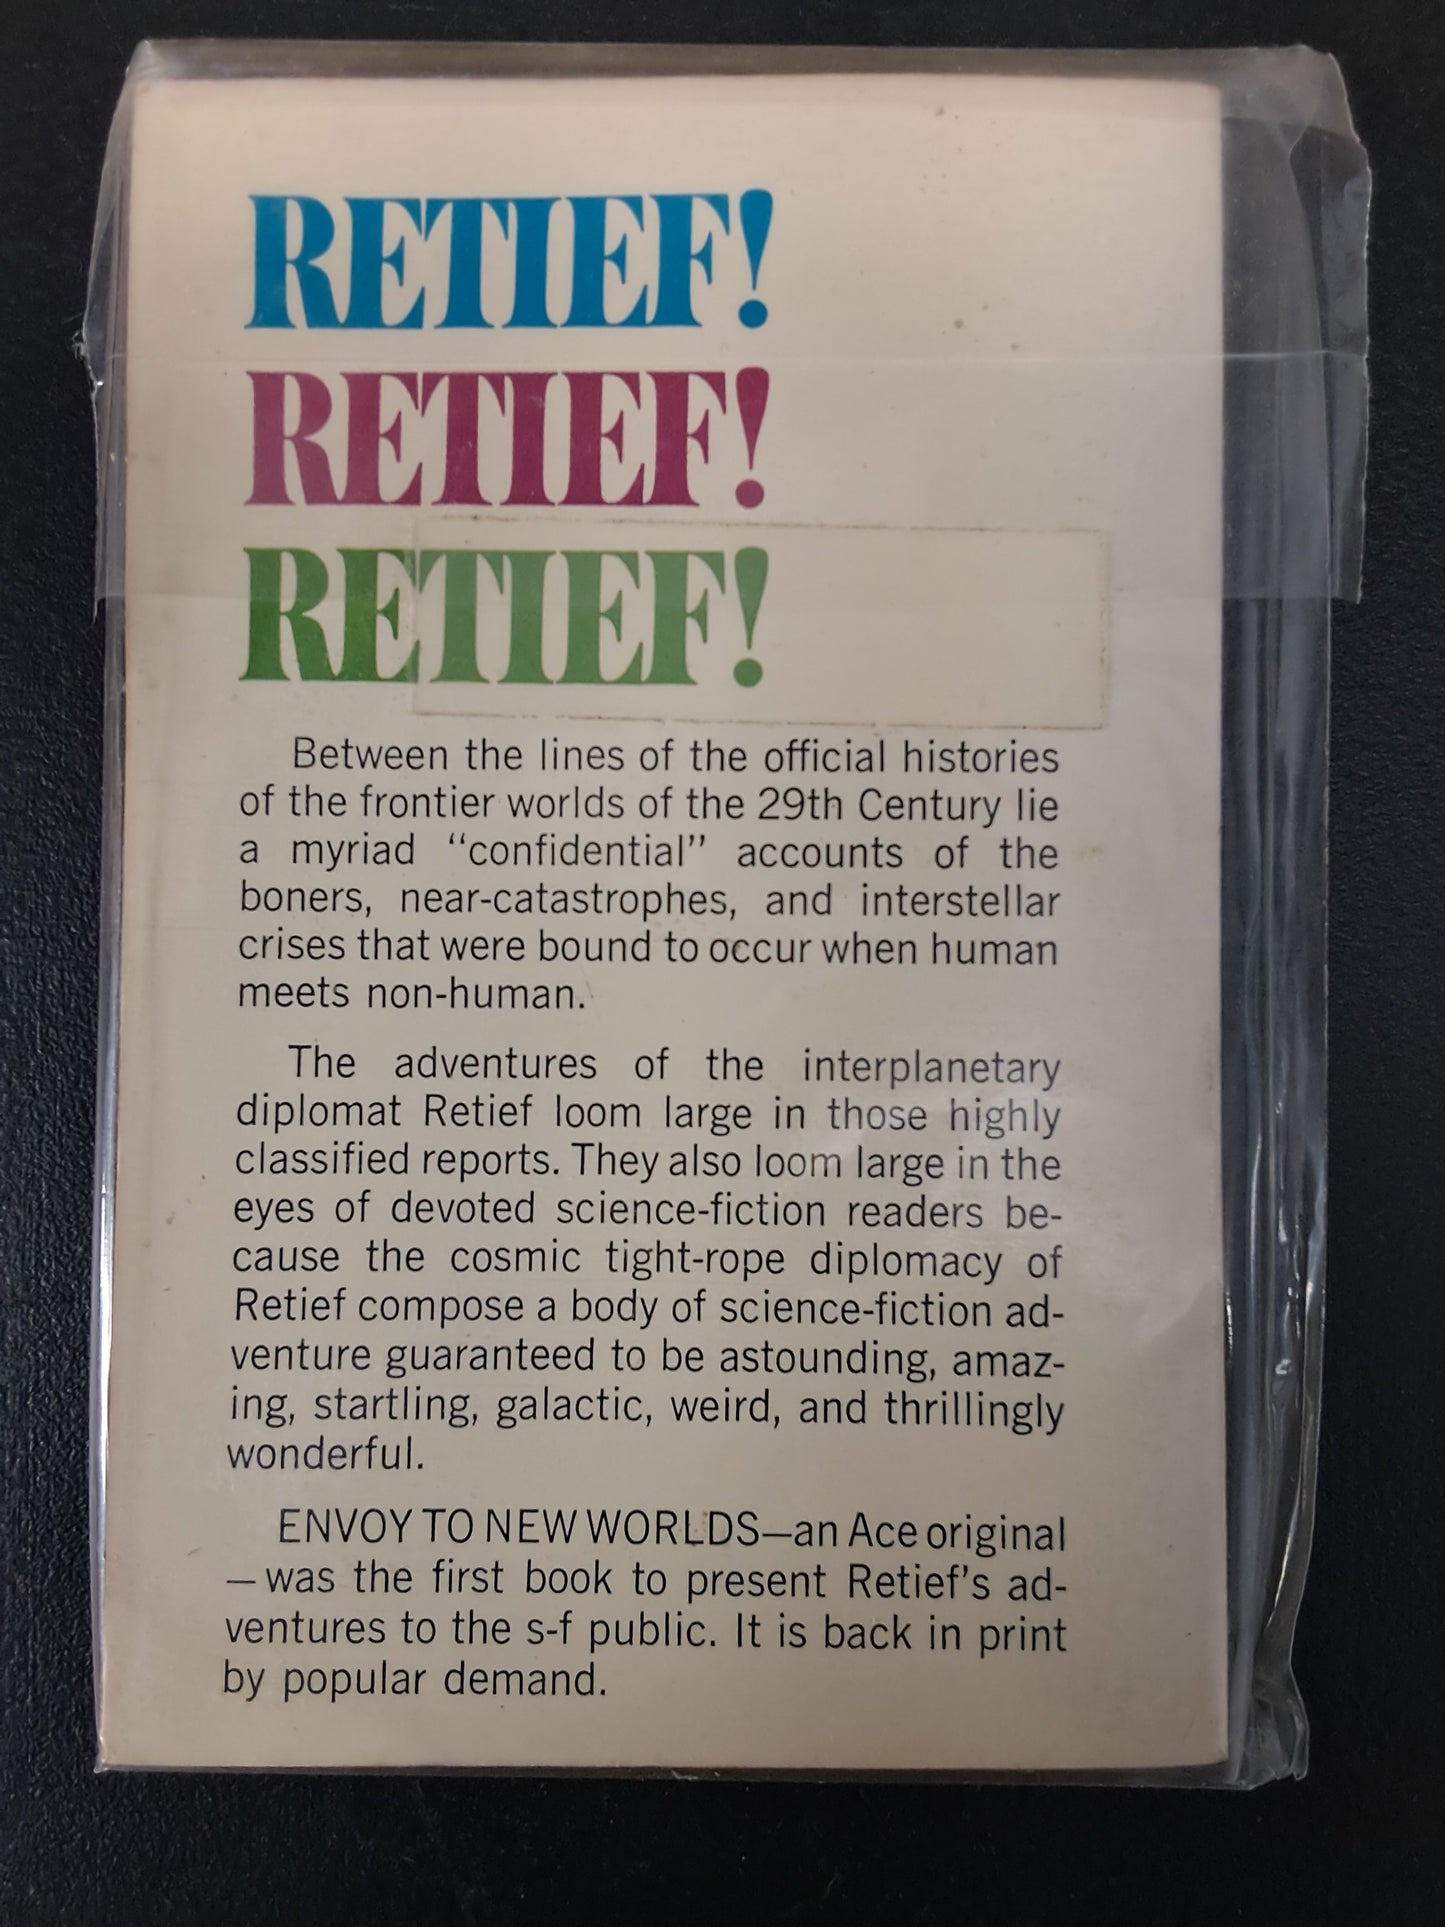 RETIEF!
RETIEF!
RETIEF!
Between the lines of the official histories
of the frontier worlds of the 29th Century lie
a myriad “confidential” accounts of the
boners, near-catastrophes, and interstellar
crises that were bound to occur when human
meets non-human.
The adventures of the interplanetary
diplomat Retief loom large in those highly
classified reports. They also loom large in the
eyes of devoted science-fiction readers be-
cause the cosmic tight-rope diplomacy of
Retief compose a body of science-fiction ad-
venture guaranteed to be astounding, amaz-
ing, startling, galactic, weird, and thrillingly
wonderful.
ENVOY TO NEW WORLDS—an Ace original
—was the first book to present Retief’s ad-
ventures to the s-f public. It is back in print
by popular demand.